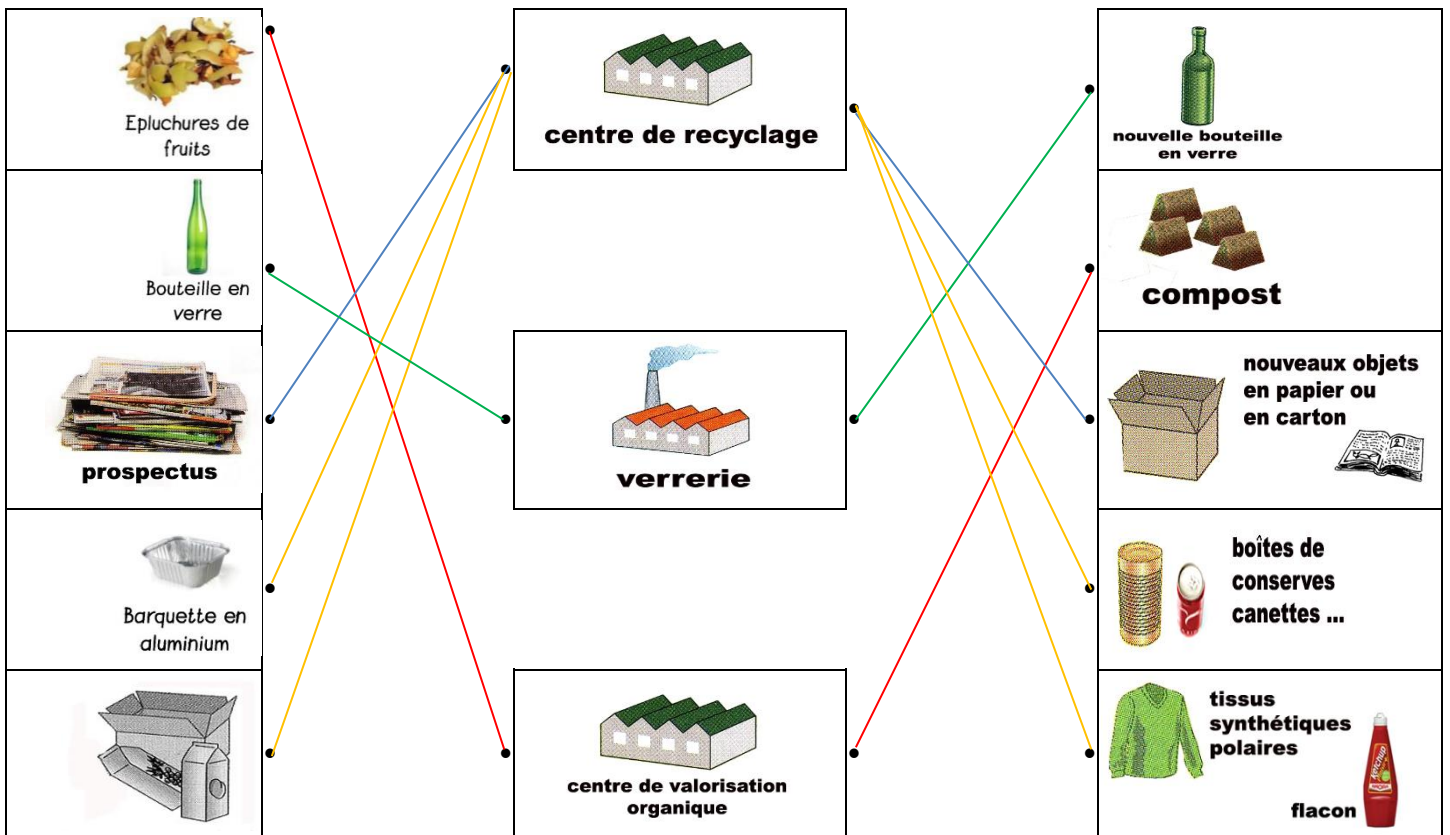 Epluchures de
fruits
Bouteille en
verre
prospectus
Barquette en
aluminium
centre de recyclage
verrerie
centre de valorisation
organique
nouvelle bouteille
en verre
compost
nouveaux objets
en papier ou
en carton
boîtes de
conserves
canettes ...
tissus
synthétiques
polaires
Ketchup
flacon